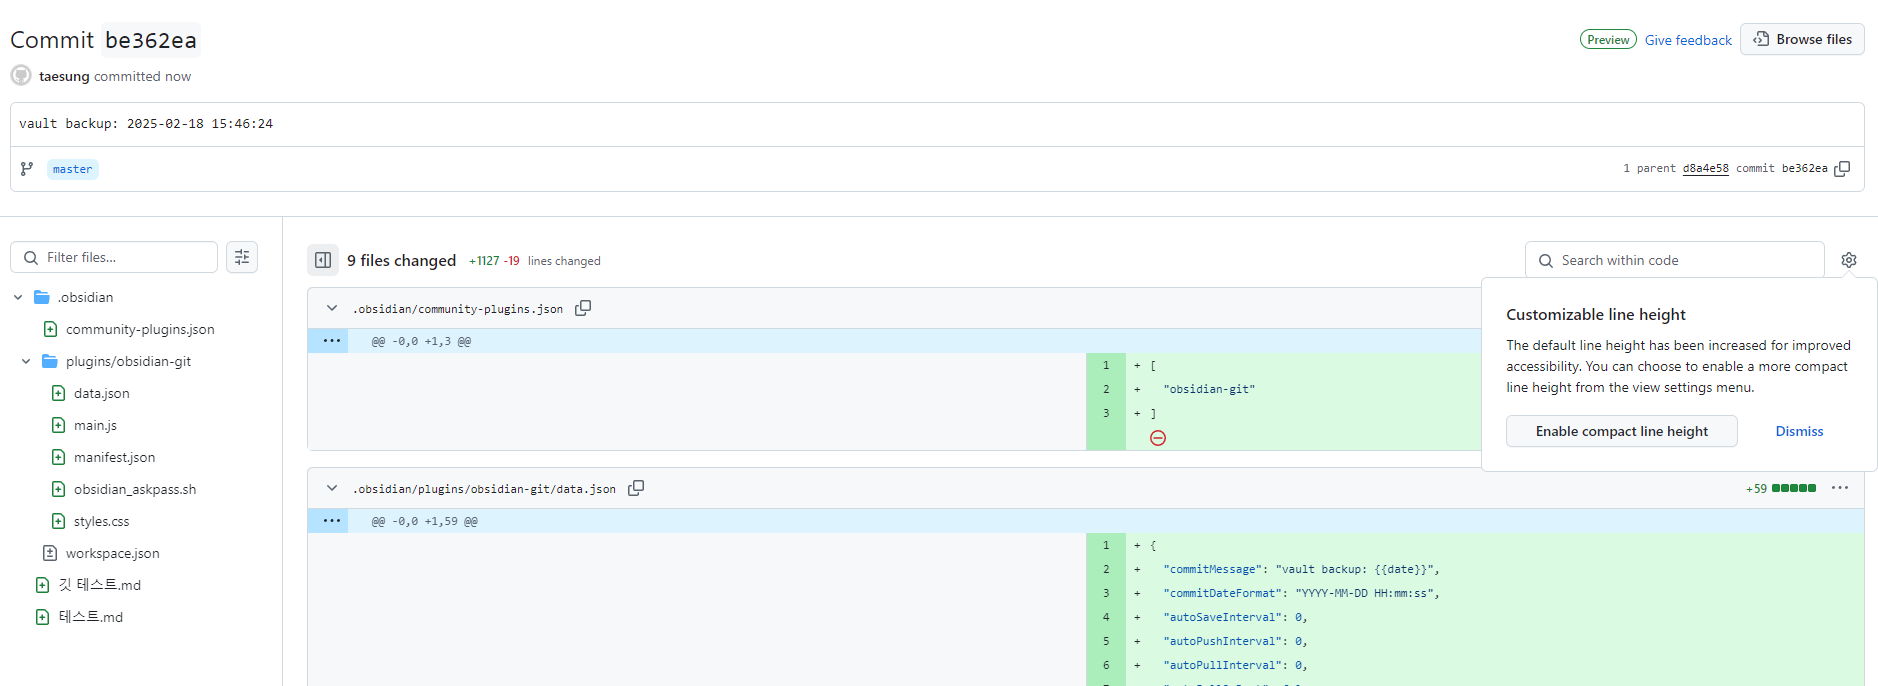 Commit be362ea
Preview Give feedback Browse files
taesung committed now
vault backup: 2025-02-18 15:46:24
master
1 parent d8a4e58 commit be362ea
Filter files...
.obsidian
community-plugins.json
plugins/obsidian-git
data.json
main.js
manifest.json
obsidian_askpass.sh
styles.css
workspace.json
깃 테스트.md
테스트.md
9 files changed +1127 -19 lines changed
Search within code
.obsidian/community-plugins.json
@@ -0,0 +1,3 @@
1 + [
2 + "obsidian-git"
3 + ]
Customizable line height
The default line height has been increased for improved
accessibility. You can choose to enable a more compact
line height from the view settings menu.
Enable compact line height Dismiss
.obsidian/plugins/obsidian-git/data.json
+59
@@ -0,0 +1,59 @@
1 + {
2 + "commitMessage": "vault backup: {{date}}",
3 + "commitDateFormat": "YYYY-MM-DD HH:mm:ss",
4 + "autoSaveInterval": 0,
5 + "autoPushInterval": 0,
6 + "autoPullInterval": 0,